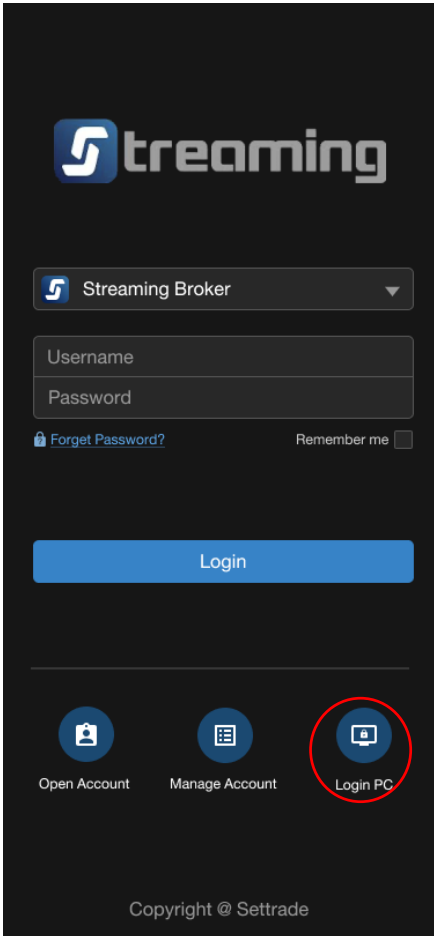 Streaming
Streaming Broker
Username
Password
Forget Password?
Remember me
Login
Open Account
Manage Account
Login PC
Copyright @ Settrade